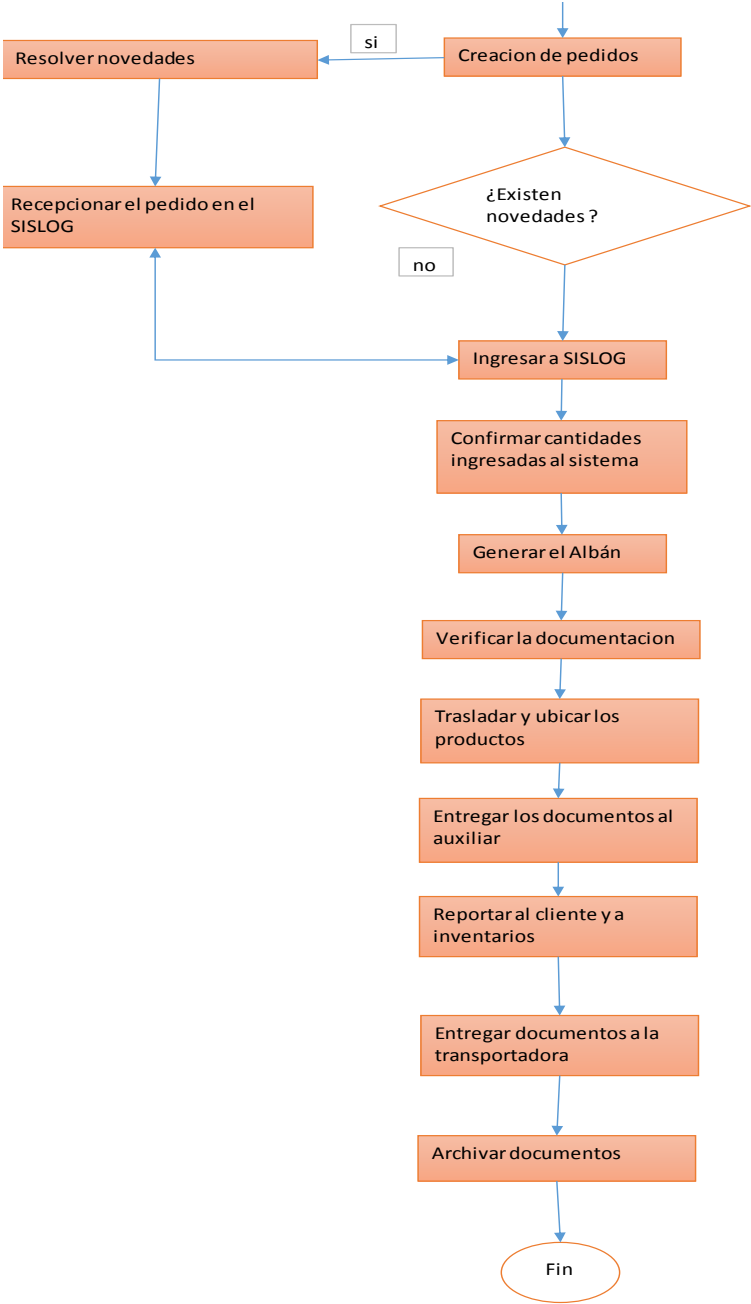 si
Resolver novedades
Creacion de pedidos
Recepcionar el pedido en el
SISLOG
¿Existen
novedades ?
no
Ingresar a SISLOG
Confirmar cantidades
ingresadas al sistema
Generar el Albán
Verificar la documentacion
Trasladar y ubicar los
productos
Entregar los documentos al
auxiliar
Reportar al cliente y a
inventarios
Entregar documentos a la
transportadora
Archivar documentos
Fin